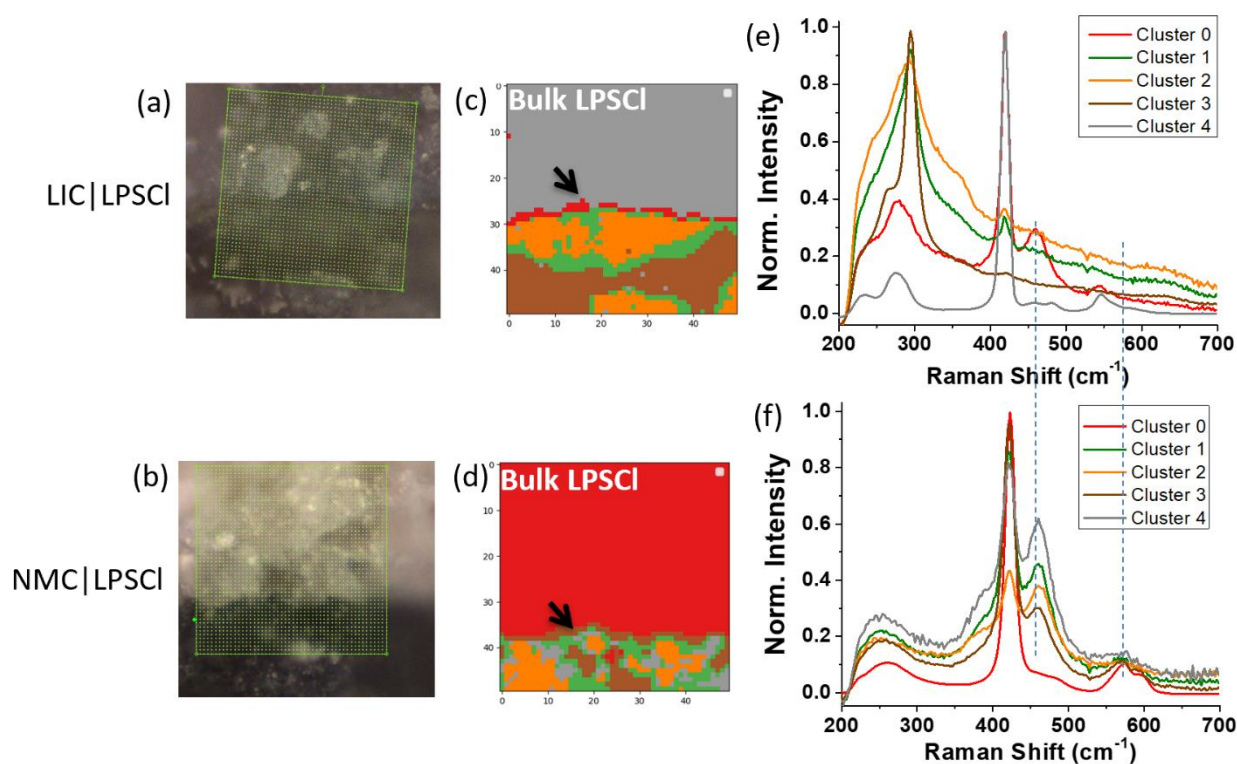 (a)
LIC|LPSCl
(c)
Bulk LPSCl
0
10
20
30
40
0
10
20
30
40
(e)
Norm. Intensity
1.0
0.8
0.6
0.4
0.2
0.0
200
300
400
500
600
700
Raman Shift (cm⁻¹)
Cluster 0
Cluster 1
Cluster 2
Cluster 3
Cluster 4
(b)
NMC|LPSCl
(d)
Bulk LPSCl
0
10
20
30
40
0
10
20
30
40
(f)
Norm. Intensity
1.0
0.8
0.6
0.4
0.2
0.0
200
300
400
500
600
700
Raman Shift (cm⁻¹)
Cluster 0
Cluster 1
Cluster 2
Cluster 3
Cluster 4